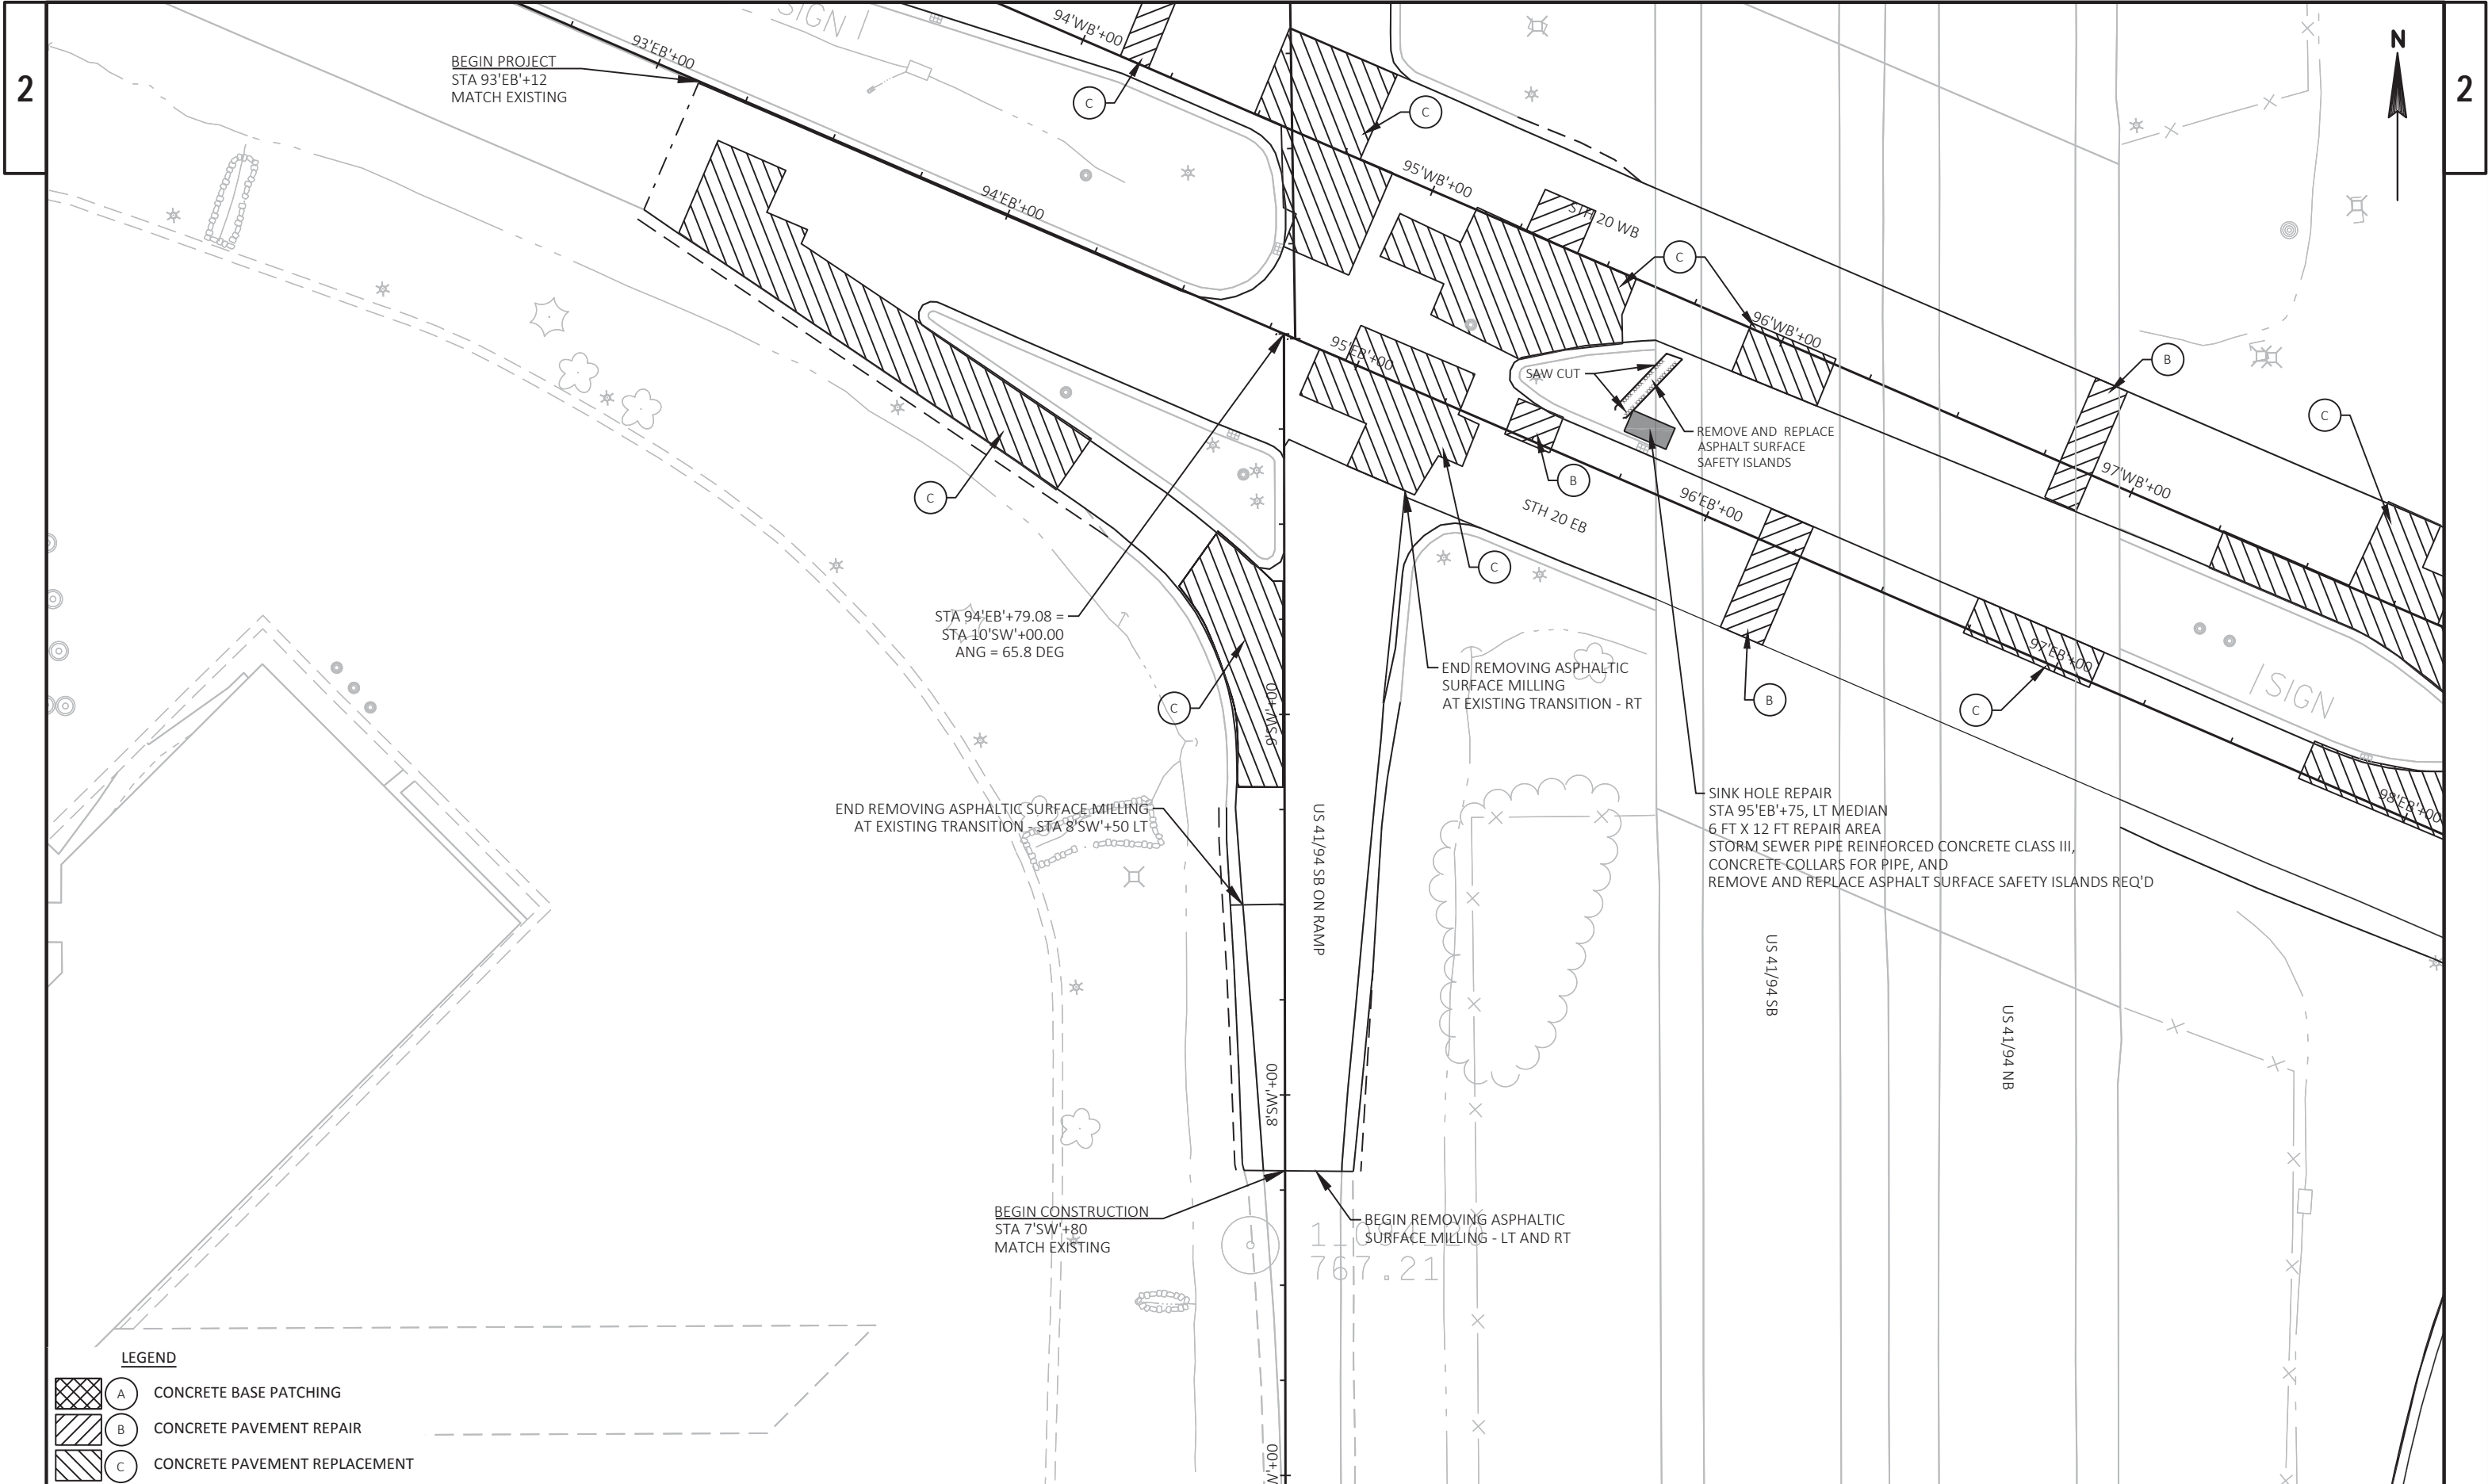 2
2
N
SIGN
93'EB'+00
94'WB'+00
BEGIN PROJECT
STA 93'EB'+12
MATCH EXISTING
C
C
94'EB'+00
95'WB'+00
STH 20 WB
C
96'WB'+00
95'EB'+00
SAW CUT
B
REMOVE AND REPLACE
ASPHALT SURFACE
SAFETY ISLANDS
C
97'WB'+00
C
B
96'EB'+00
STH 20 EB
C
STA 94'EB'+79.08 =
STA 10'SW'+00.00
ANG = 65.8 DEG
END REMOVING ASPHALTIC
SURFACE MILLING
AT EXISTING TRANSITION - RT
97'EB'+00
SIGN
C
9'SW'+00
B
C
END REMOVING ASPHALTIC SURFACE MILLING
AT EXISTING TRANSITION - STA 8'SW'+50 LT
US 41/94 SB ON RAMP
SINK HOLE REPAIR
STA 95'EB'+75, LT MEDIAN
6 FT X 12 FT REPAIR AREA
STORM SEWER PIPE REINFORCED CONCRETE CLASS III,
CONCRETE COLLARS FOR PIPE, AND
REMOVE AND REPLACE ASPHALT SURFACE SAFETY ISLANDS REQ'D
98'EB'+00
US 41/94 SB
US 41/94 NB
8'SW'+00
BEGIN CONSTRUCTION
STA 7'SW'+80
MATCH EXISTING
BEGIN REMOVING ASPHALTIC
SURFACE MILLING - LT AND RT
767.21
LEGEND
A CONCRETE BASE PATCHING
B CONCRETE PAVEMENT REPAIR
C CONCRETE PAVEMENT REPLACEMENT